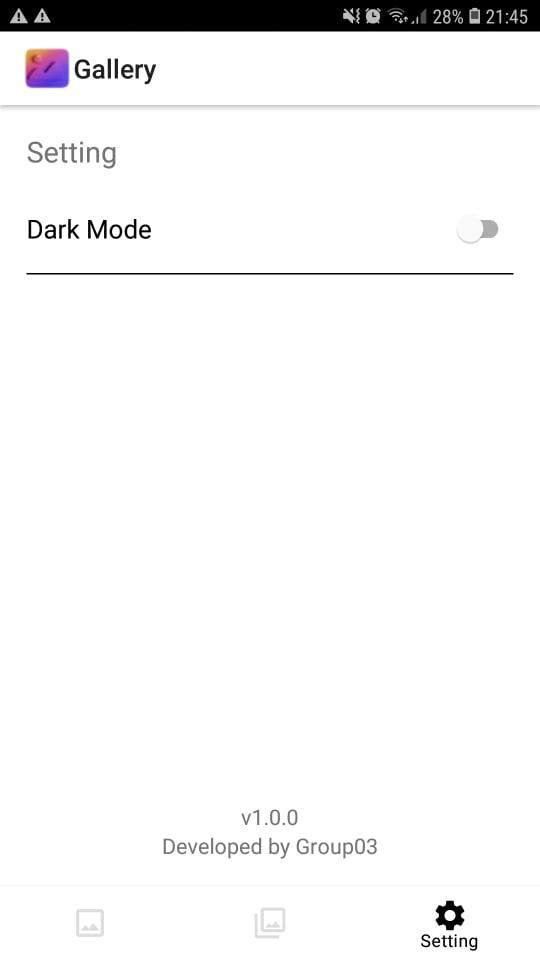 28% 21:45
Gallery
Setting
Dark Mode
v1.0.0
Developed by Group03
Setting